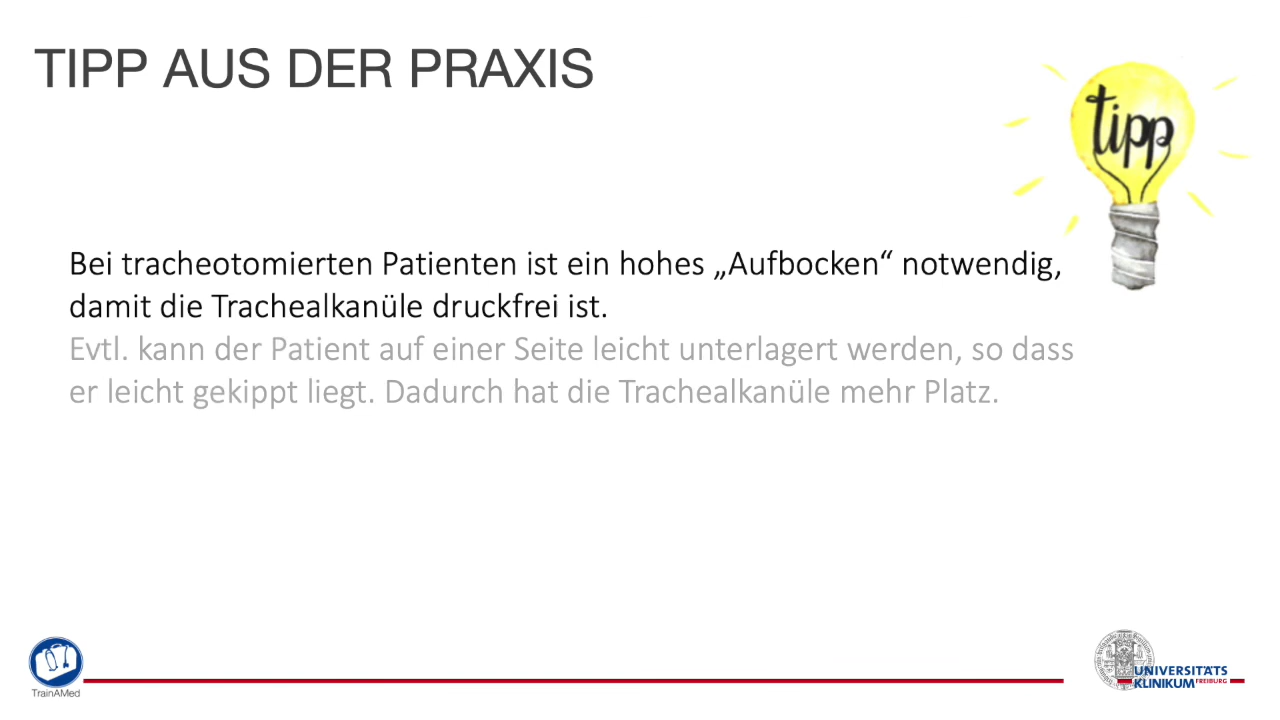 TIPP AUS DER PRAXIS
tipp
Bei tracheotomierten Patienten ist ein hohes „Aufbocken“ notwendig,
damit die Trachealkanüle druckfrei ist.
Evtl. kann der Patient auf einer Seite leicht unterlagert werden, so dass
er leicht gekippt liegt. Dadurch hat die Trachealkanüle mehr Platz.
TrainAMed
UNIVERSITÄTS
KLINIKUM FREIBURG